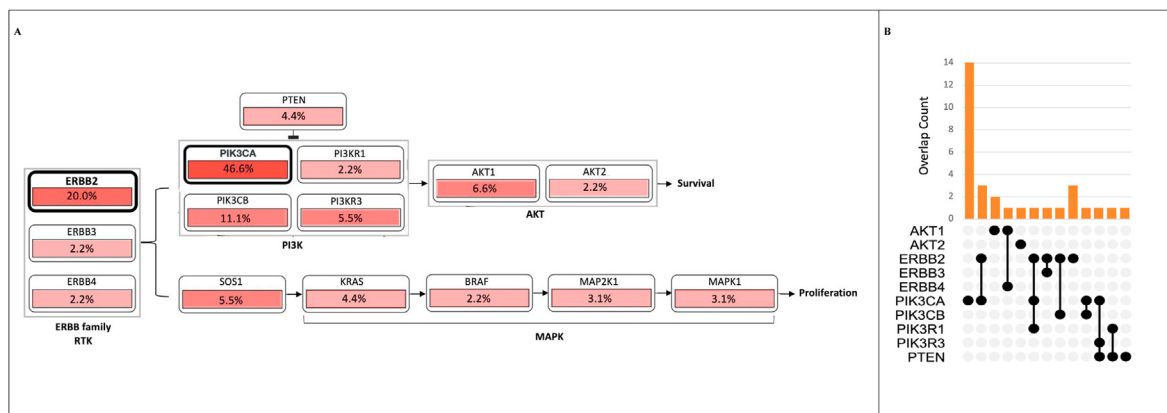 A
PTEN
4.4%
PIK3CA
46.6%
PI3KR1
2.2%
PIK3CB
11.1%
PI3KR3
5.5%
PI3K
ERBB2
20.0%
ERBB3
2.2%
ERBB4
2.2%
ERBB family
RTK
AKT1
6.6%
AKT2
2.2%
AKT
Survival
SOS1
5.5%
KRAS
4.4%
BRAF
2.2%
MAP2K1
3.1%
MAPK1
3.1%
Proliferation
MAPK
B
Overlap Count
14
12
10
8
6
4
2
0
AKT1
AKT2
ERBB2
ERBB3
ERBB4
PIK3CA
PIK3CB
PIK3R1
PIK3R3
PTEN